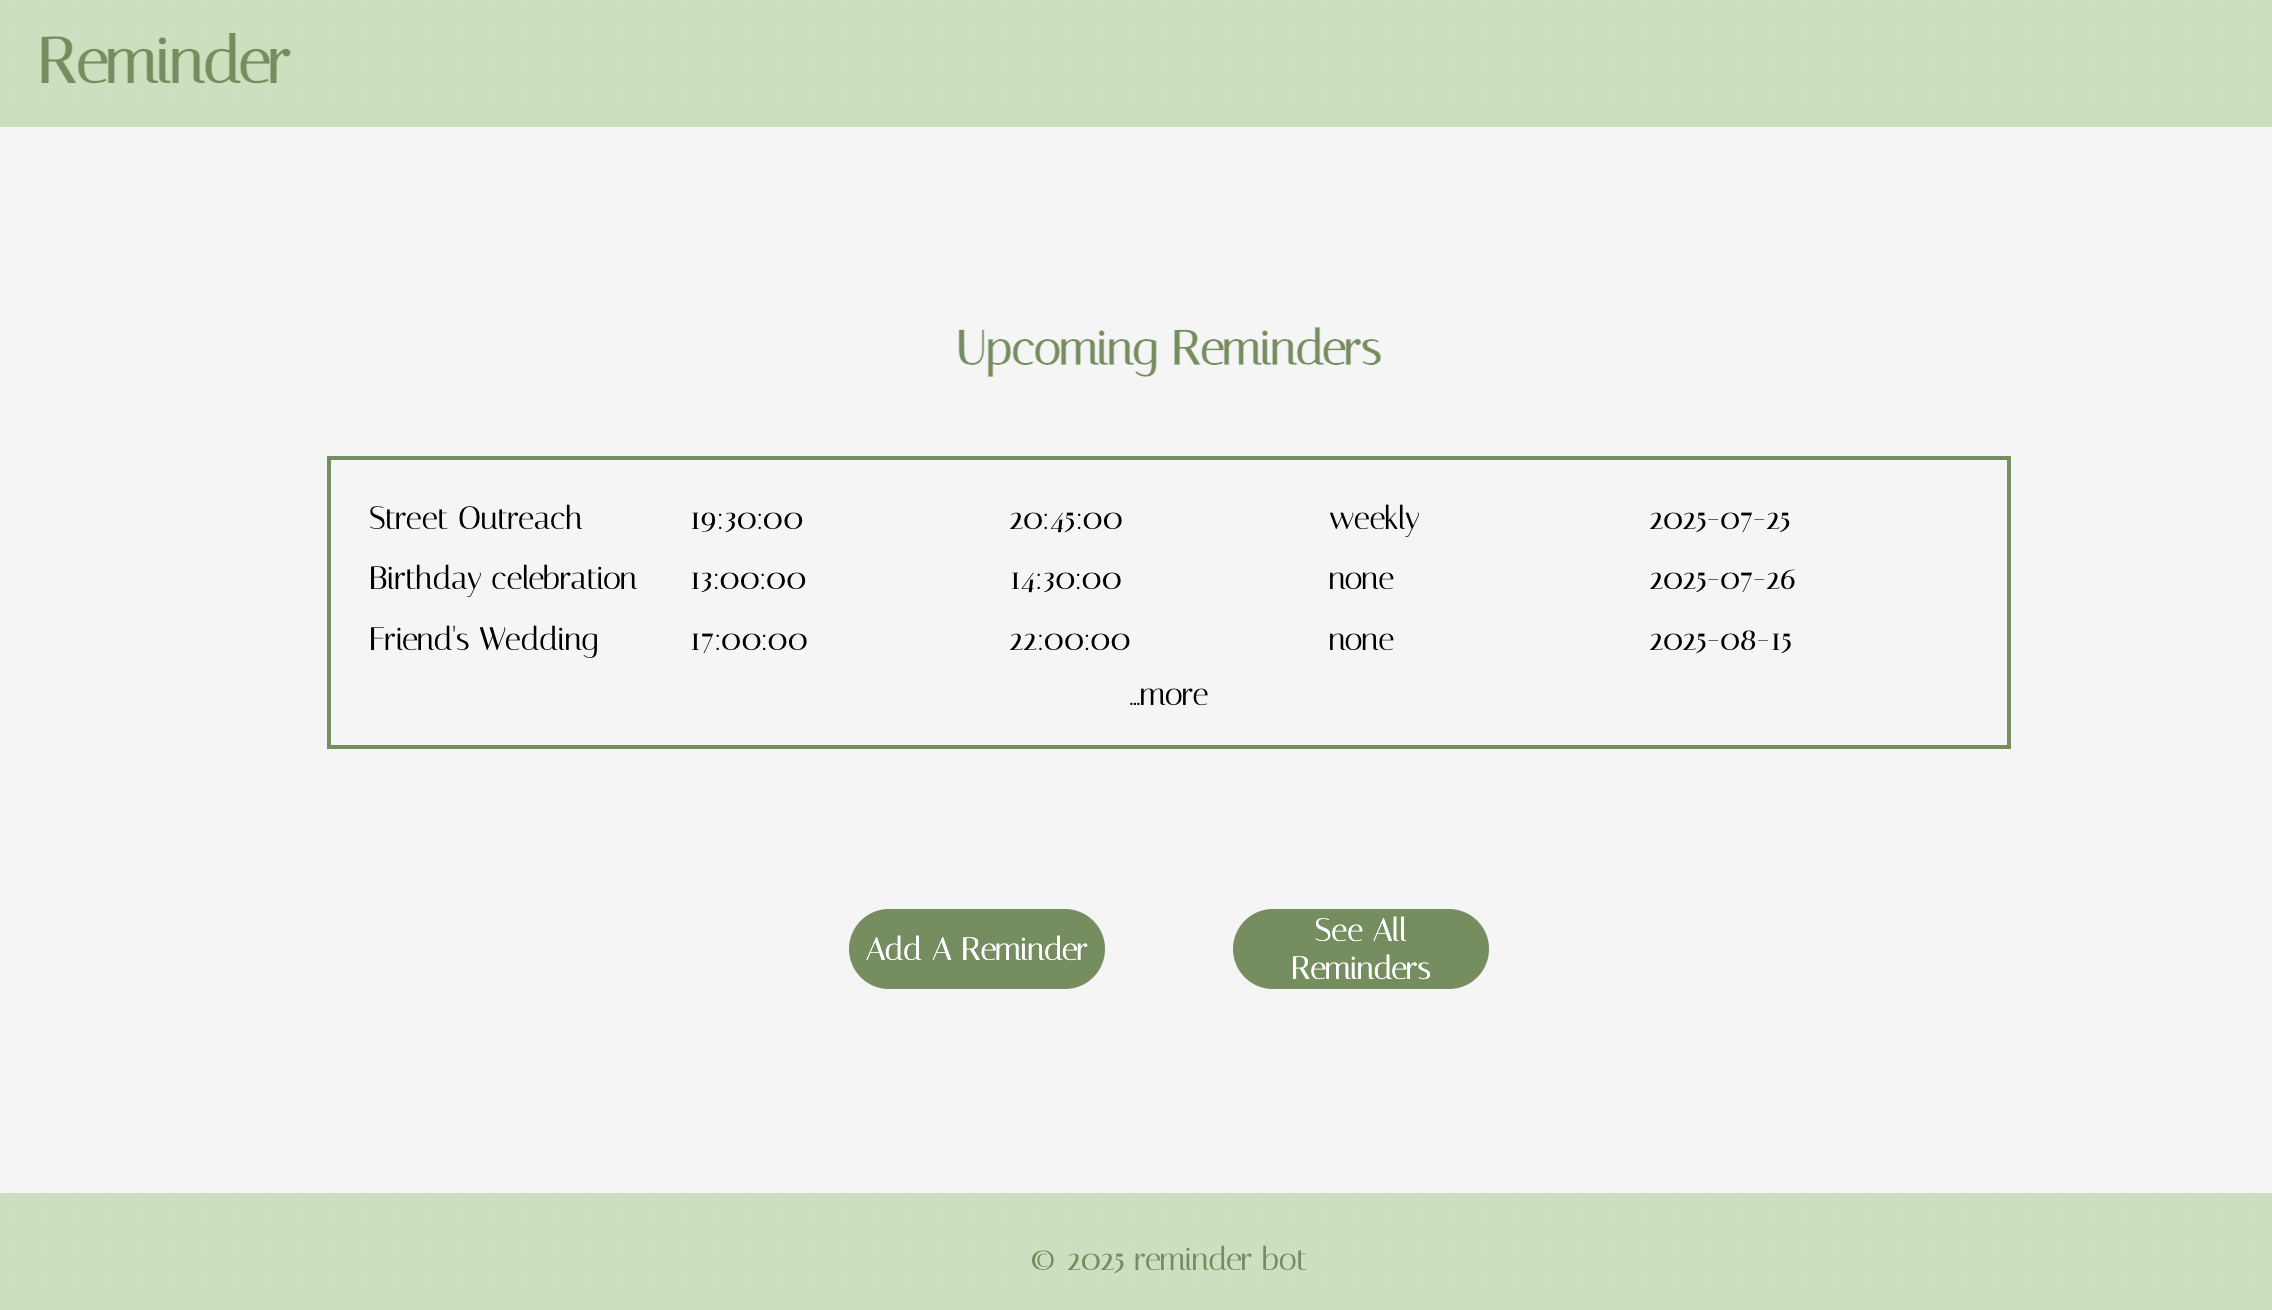 Reminder
Upcoming Reminders
Street Outreach 19:30:00 20:45:00 weekly 2025-07-25
Birthday celebration 13:00:00 14:30:00 none 2025-07-26
Friend's Wedding 17:00:00 22:00:00 none 2025-08-15
...more
Add A Reminder
See All
Reminders
© 2025 reminder bot